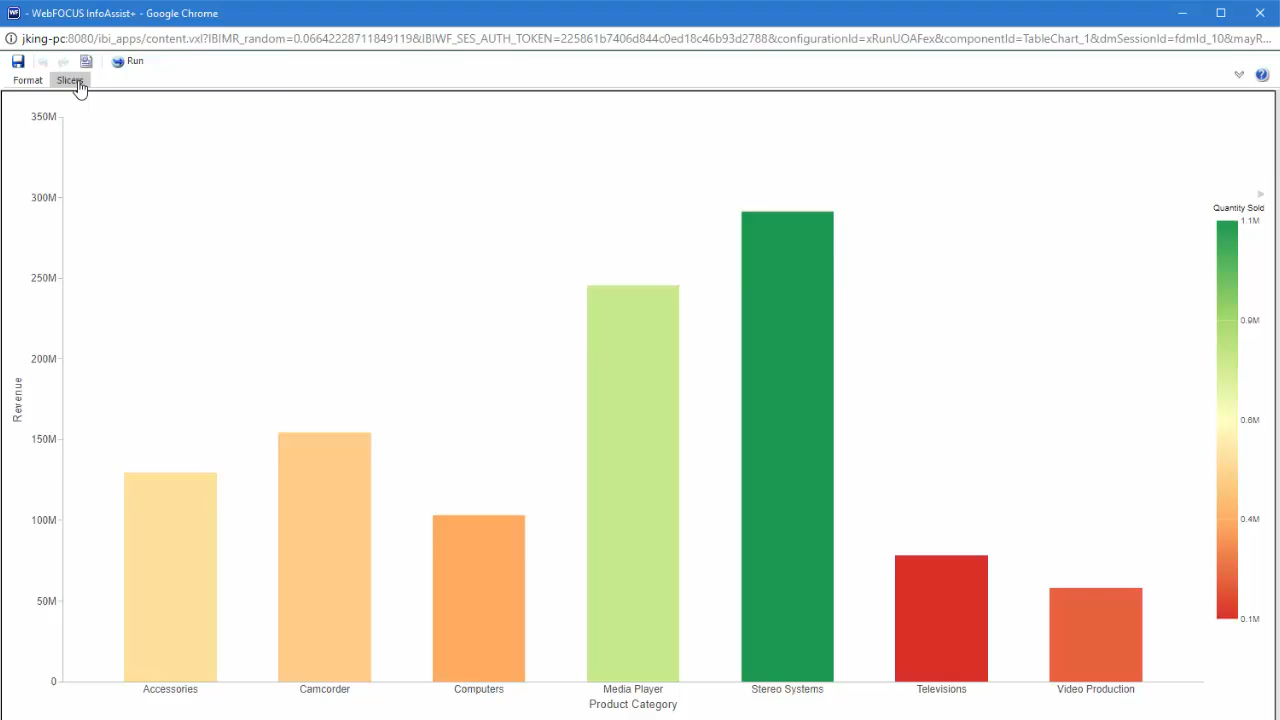 - WebFOCUS InfoAssist+ - Google Chrome
jking-pc:8080/ibi_apps/content.vxl?IBIMR_random=0.06642228711849119&IBIWF_SES_AUTH_TOKEN=225861b7406d844c0ed18c46b93d2788&configurationId=xRunUOAFex&componentId=TableChart_1&dmSessionId=fdmId_10&mayR...
Run
Format Slicers
350M
300M
250M
200M
150M
100M
50M
0
Revenue
Accessories Camcorder Computers Media Player Stereo Systems Televisions Video Production
Product Category
Quantity Sold
1.1M
0.9M
0.6M
0.4M
0.1M